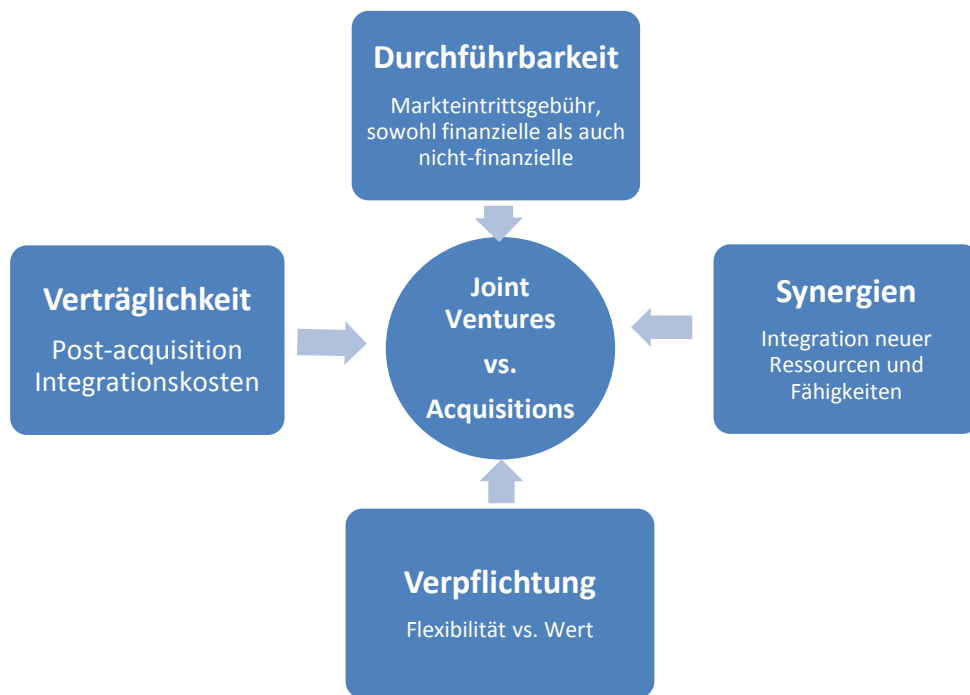 Durchführbarkeit
Markteintrittsgebühr,
sowohl finanzielle als auch
nicht-finanzielle
Verträglichkeit
Post-acquisition
Integrationskosten
Joint
Ventures
vs.
Acquisitions
Synergien
Integration neuer
Ressourcen und
Fähigkeiten
Verpflichtung
Flexibilität vs. Wert